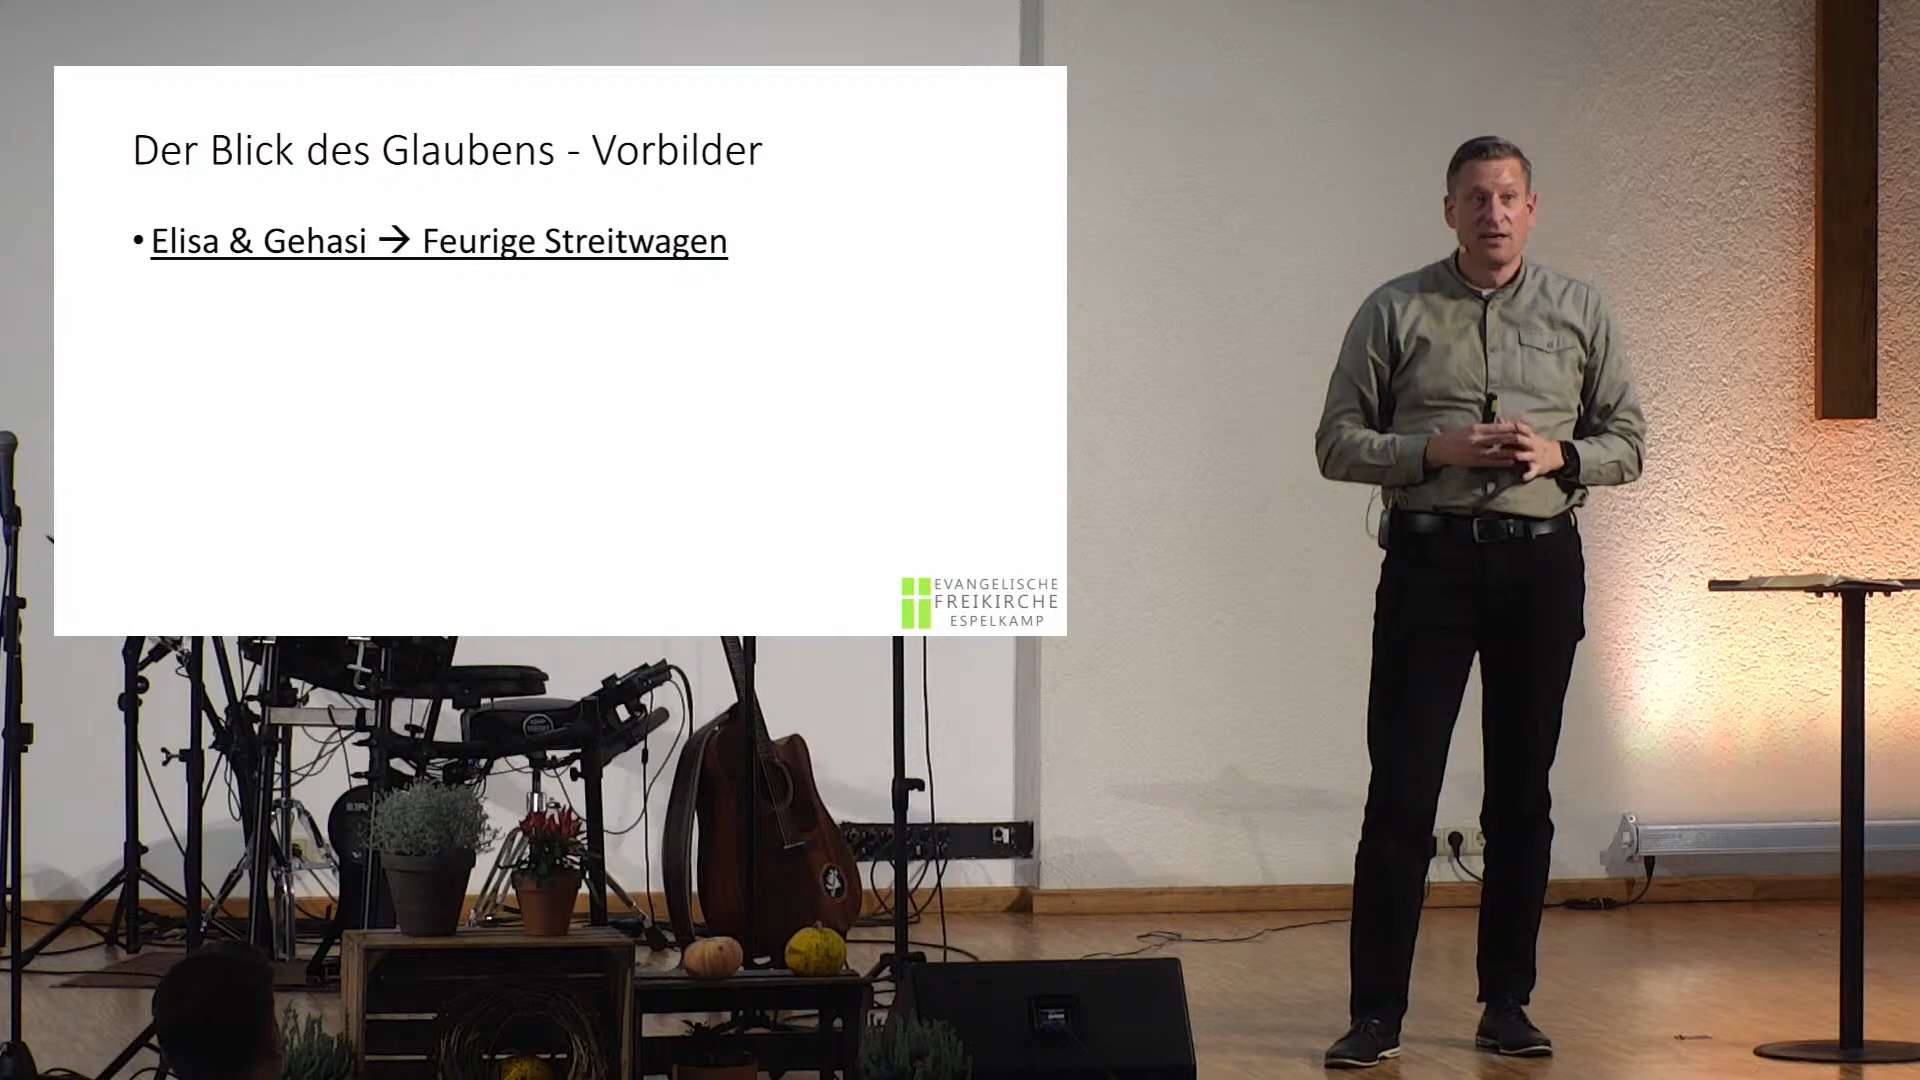 Der Blick des Glaubens - Vorbilder
• Elisa & Gehasi → Feurige Streitwagen
EVANGELISCHE
FREIKIRCHE
ESPELKAMP